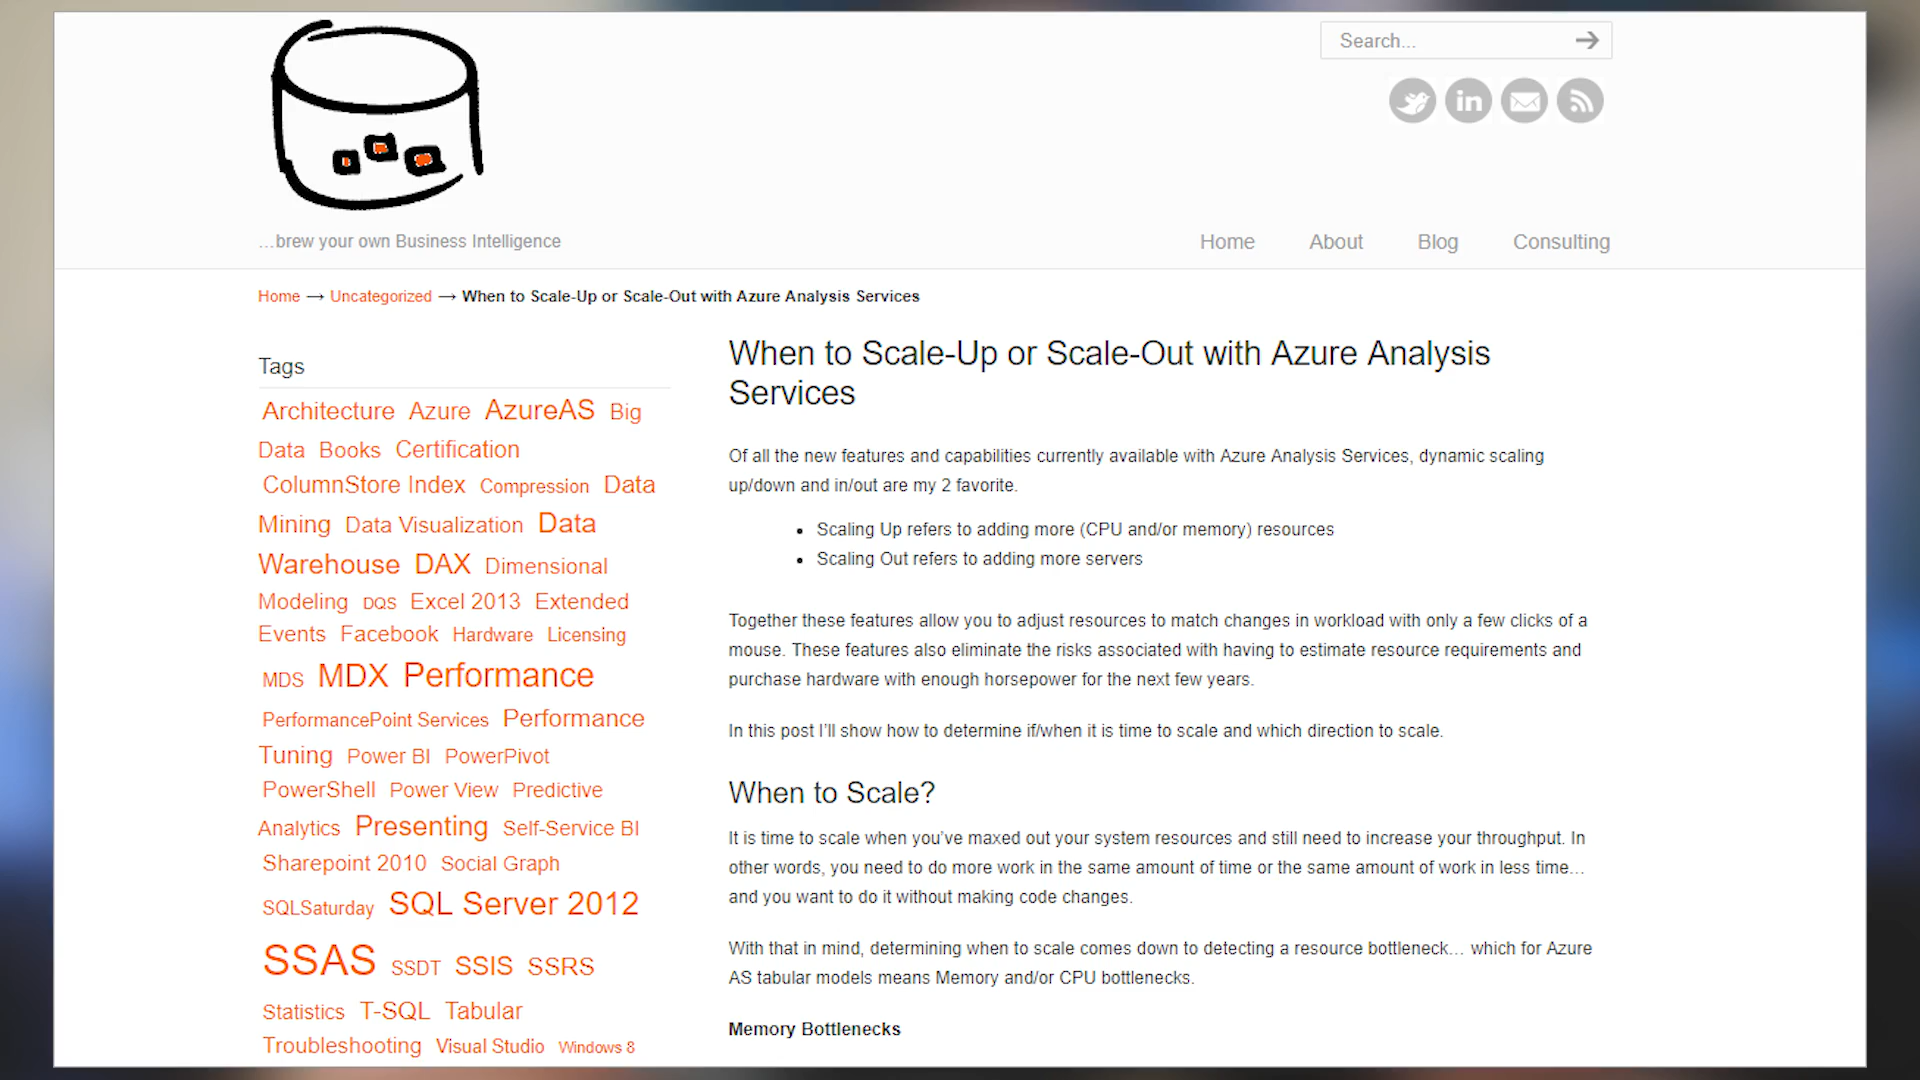 Search...
in
...brew your own Business Intelligence
Home About Blog Consulting
Home → Uncategorized → When to Scale-Up or Scale-Out with Azure Analysis Services
Tags
Architecture Azure AzureAS Big
Data Books Certification
ColumnStore Index Compression Data
Mining Data Visualization Data
Warehouse DAX Dimensional
Modeling DQS Excel 2013 Extended
Events Facebook Hardware Licensing
MDS MDX Performance
PerformancePoint Services Performance
Tuning Power BI PowerPivot
PowerShell Power View Predictive
Analytics Presenting Self-Service BI
Sharepoint 2010 Social Graph
SQLSaturday SQL Server 2012
SSAS SSDT SSIS SSRS
Statistics T-SQL Tabular
Troubleshooting Visual Studio Windows 8
When to Scale-Up or Scale-Out with Azure Analysis
Services
Of all the new features and capabilities currently available with Azure Analysis Services, dynamic scaling
up/down and in/out are my 2 favorite.
• Scaling Up refers to adding more (CPU and/or memory) resources
• Scaling Out refers to adding more servers
Together these features allow you to adjust resources to match changes in workload with only a few clicks of a
mouse. These features also eliminate the risks associated with having to estimate resource requirements and
purchase hardware with enough horsepower for the next few years.
In this post I'll show how to determine if/when it is time to scale and which direction to scale.
When to Scale?
It is time to scale when you've maxed out your system resources and still need to increase your throughput. In
other words, you need to do more work in the same amount of time or the same amount of work in less time...
and you want to do it without making code changes.
With that in mind, determining when to scale comes down to detecting a resource bottleneck... which for Azure
AS tabular models means Memory and/or CPU bottlenecks.
Memory Bottlenecks